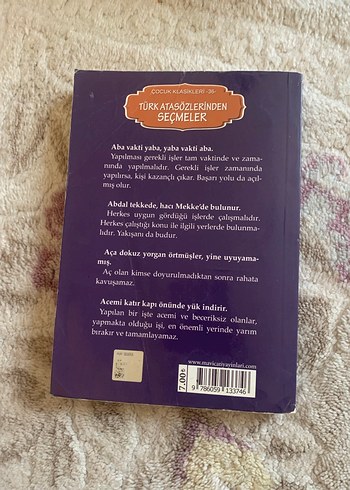 ÇOCUK KLASİKLERİ -36-
TÜRK ATASÖZLERİNDEN
SEÇMELER
Aba vakti yaba, yaba vakti aba.
Yapılması gerekli işler tam vaktinde ve zama-
nında yapılmalıdır. Gerekli işler zamanında
yapılırsa, kişi kazançlı çıkar. Başarı yolu da açıl-
mış olur.
Abdal tekkede, hacı Mekke'de bulunur.
Herkes uygun gördüğü işlerde çalışmalıdır.
Herkes çalıştığı konu ile ilgili yerlerde bulunma-
lıdır. Yakışanı da budur.
Aça dokuz yorgan örtmüşler, yine uyuyama-
mış.
Aç olan kimse doyurulmadıktan sonra rahata
kavuşamaz.
Acemi katır kapı önünde yük indirir.
Yapılan bir işte acemi ve beceriksiz olanlar,
yapmakta olduğu işi, en önemli yerinde yarım
bırakır ve tamamlayamaz.
www.mavicatiyayinlari.com
7.00 ₺
9 786059 133746